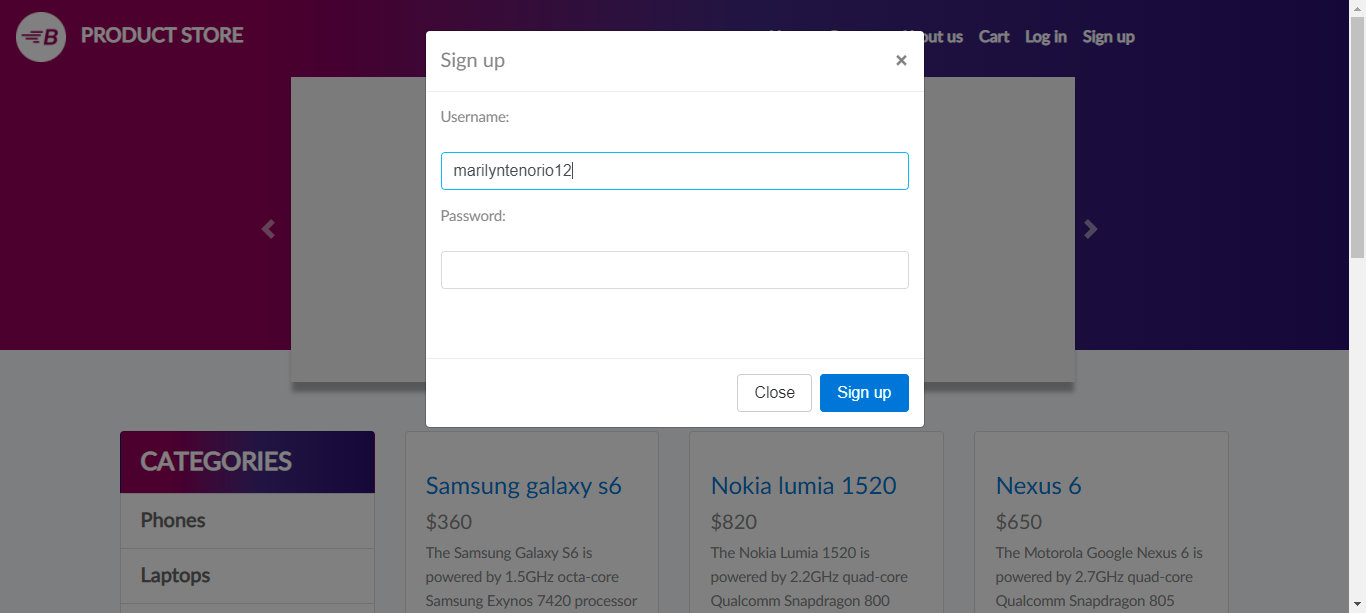 B PRODUCT STORE
out us Cart Log in Sign up
Sign up ×
Username:
marilyntenorio12
Password:
Close Sign up
CATEGORIES
Phones
Laptops
Samsung galaxy s6
$360
The Samsung Galaxy S6 is
powered by 1.5GHz octa-core
Samsung Exynos 7420 processor
Nokia lumia 1520
$820
The Nokia Lumia 1520 is
powered by 2.2GHz quad-core
Qualcomm Snapdragon 800
Nexus 6
$650
The Motorola Google Nexus 6 is
powered by 2.7GHz quad-core
Qualcomm Snapdragon 805